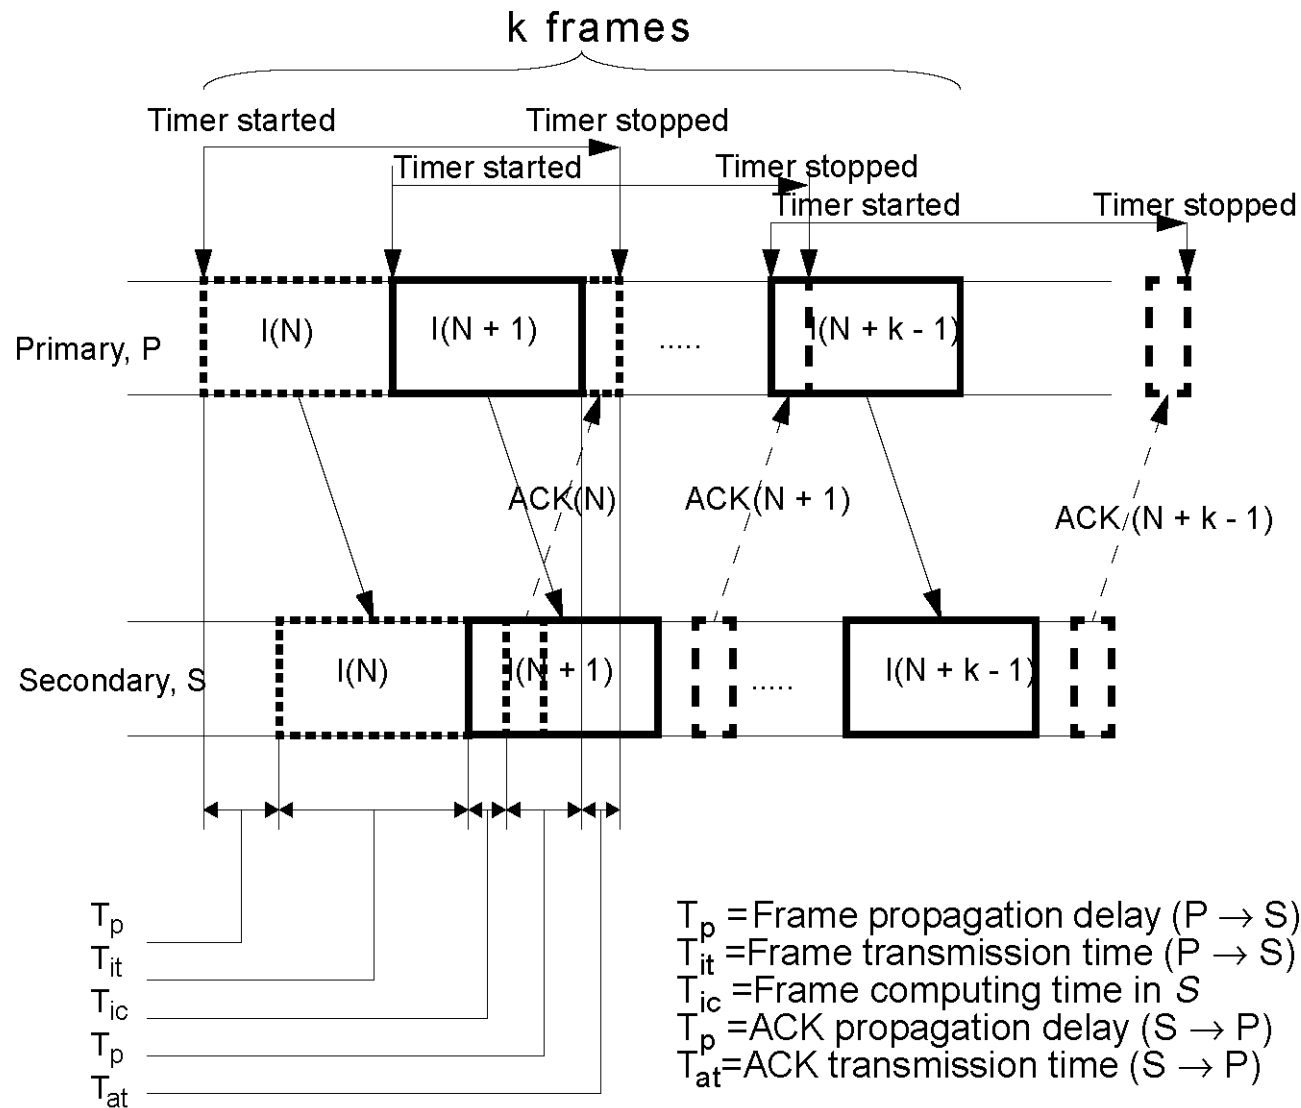 k frames
Timer started Timer stopped
Timer started Timer stopped
Timer started Timer stopped
Primary, P I(N) I(N + 1) ..... I(N + k - 1)
ACK(N) ACK(N + 1) ACK (N + k - 1)
Secondary, S I(N) I(N + 1) ..... I(N + k - 1)
Tp
Tit
Tic
Tp
Tat
Tp =Frame propagation delay (P → S)
Tit =Frame transmission time (P → S)
Tic =Frame computing time in S
Tp =ACK propagation delay (S → P)
Tat=ACK transmission time (S → P)